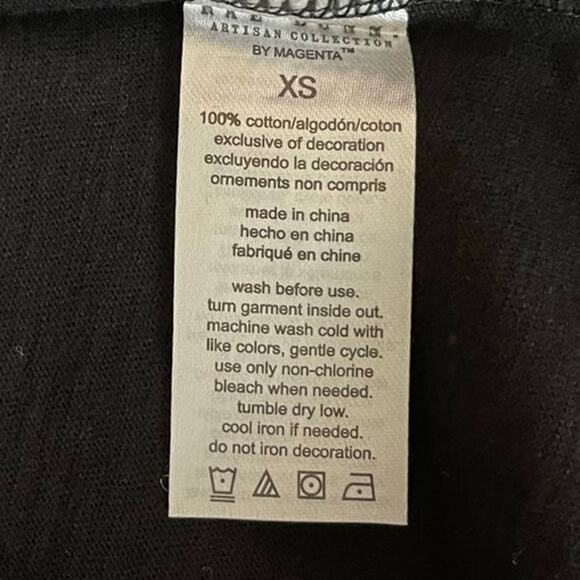 RAE DUNN
ARTISAN COLLECTION
BY MAGENTA™
XS
100% cotton/algodón/coton
exclusive of decoration
excluyendo la decoración
ornements non compris
made in china
hecho en china
fabriqué en chine
wash before use.
turn garment inside out.
machine wash cold with
like colors, gentle cycle.
use only non-chlorine
bleach when needed.
tumble dry low.
cool iron if needed.
do not iron decoration.